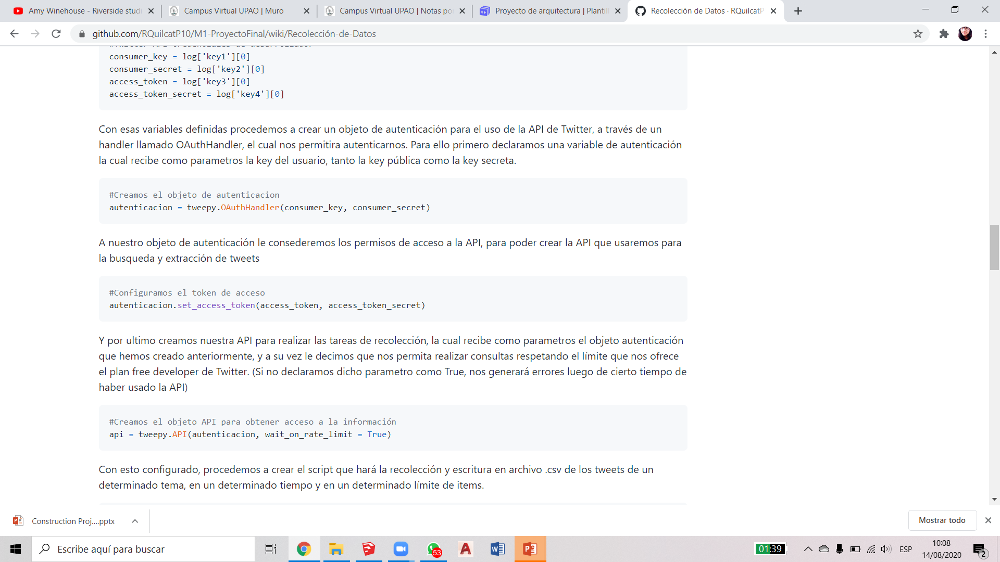 Amy Winehouse - Riverside studi
Campus Virtual UPAO | Muro
Campus Virtual UPAO | Notas po
Proyecto de arquitectura | Plantil
Recolección de Datos · RQuilcatP
github.com/RQuilcatP10/M1-ProyectoFinal/wiki/Recolección-de-Datos
consumer_key = log['key1'][0]
consumer_secret = log['key2'][0]
access_token = log['key3'][0]
access_token_secret = log['key4'][0]
Con esas variables definidas procedemos a crear un objeto de autenticación para el uso de la API de Twitter, a través de un
handler llamado OAuthHandler, el cual nos permitira autenticarnos. Para ello primero declaramos una variable de autenticación
la cual recibe como parametros la key del usuario, tanto la key pública como la key secreta.
#Creamos el objeto de autenticacion
autenticacion = tweepy.OAuthHandler(consumer_key, consumer_secret)
A nuestro objeto de autenticación le consederemos los permisos de acceso a la API, para poder crear la API que usaremos para
la busqueda y extracción de tweets
#Configuramos el token de acceso
autenticacion.set_access_token(access_token, access_token_secret)
Y por ultimo creamos nuestra API para realizar las tareas de recolección, la cual recibe como parametros el objeto autenticación
que hemos creado anteriormente, y a su vez le decimos que nos permita realizar consultas respetando el límite que nos ofrece
el plan free developer de Twitter. (Si no declaramos dicho parametro como True, nos generará errores luego de cierto tiempo de
haber usado la API)
#Creamos el objeto API para obtener acceso a la información
api = tweepy.API(autenticacion, wait_on_rate_limit = True)
Con esto configurado, procedemos a crear el script que hará la recolección y escritura en archivo .csv de los tweets de un
determinado tema, en un determinado tiempo y en un determinado límite de items.
Construction Proj....pptx
Mostrar todo
Escribe aquí para buscar
53
01:39
ESP
10:08
14/08/2020
2